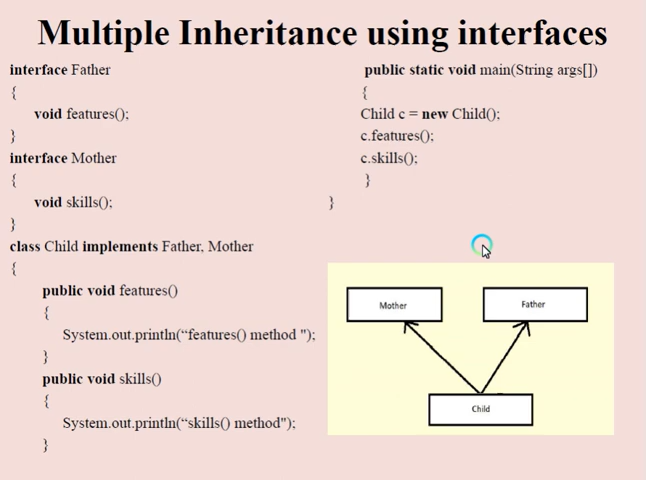 Multiple Inheritance using interfaces
interface Father
{
void features();
}
interface Mother
{
void skills();
}
class Child implements Father, Mother
{
public void features()
{
System.out.println(“features() method ");
}
public void skills()
{
System.out.println(“skills() method");
}
public static void main(String args[])
{
Child c = new Child();
c.features();
c.skills();
}
}
Mother
Father
Child